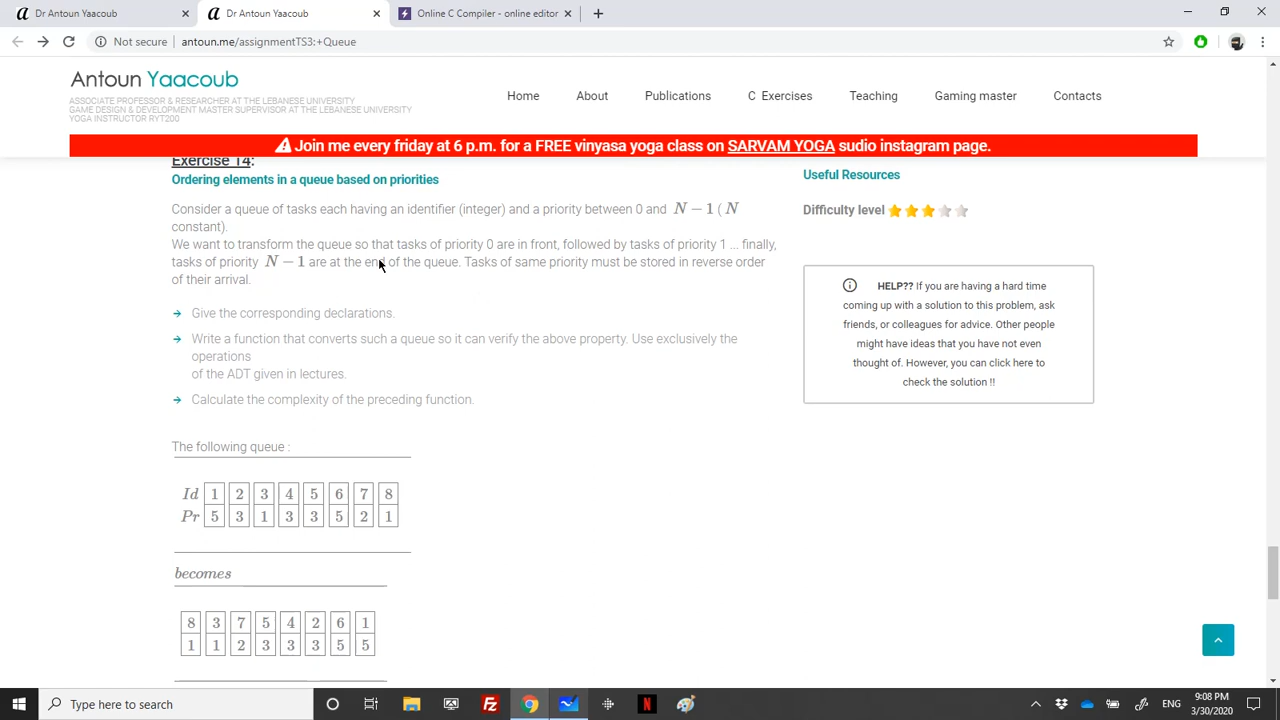 Dr Antoun Yaacoub
Dr Antoun Yaacoub
Online C Compiler - online editor
Not secure
antoun.me/assignmentTS3:+Queue
Antoun Yaacoub
ASSOCIATE PROFESSOR & RESEARCHER AT THE LEBANESE UNIVERSITY
GAME DESIGN & DEVELOPMENT MASTER SUPERVISOR AT THE LEBANESE UNIVERSITY
YOGA INSTRUCTOR RYT200
Home About Publications C Exercises Teaching Gaming master Contacts
Join me every friday at 6 p.m. for a FREE vinyasa yoga class on SARVAM YOGA sudio instagram page.
Exercise 14:
Ordering elements in a queue based on priorities
Consider a queue of tasks each having an identifier (integer) and a priority between 0 and N − 1 ( N
constant).
We want to transform the queue so that tasks of priority 0 are in front, followed by tasks of priority 1 ... finally,
tasks of priority N − 1 are at the end of the queue. Tasks of same priority must be stored in reverse order
of their arrival.
→ Give the corresponding declarations.
→ Write a function that converts such a queue so it can verify the above property. Use exclusively the
operations
of the ADT given in lectures.
→ Calculate the complexity of the preceding function.
The following queue :
Id 1 2 3 4 5 6 7 8
Pr 5 3 1 3 3 5 2 1
becomes
8 3 7 5 4 2 6 1
1 1 2 3 3 3 5 5
Useful Resources
Difficulty level
HELP?? If you are having a hard time
coming up with a solution to this problem, ask
friends, or colleagues for advice. Other people
might have ideas that you have not even
thought of. However, you can click here to
check the solution !!
Type here to search
ENG
9:08 PM
3/30/2020